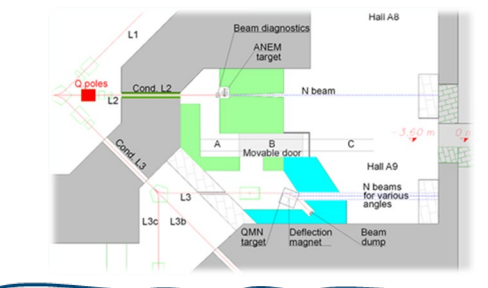 Hall A8
L1
Beam diagnostics
ANEM
target
Q poles
Cond. L2
N beam
L2
-3,60 m
A
B
C
Movable door
Cond. L3
Hall A9
L3
N beams
for various
angles
L3c
L3b
QMN
target
Deflection
magnet
Beam
dump